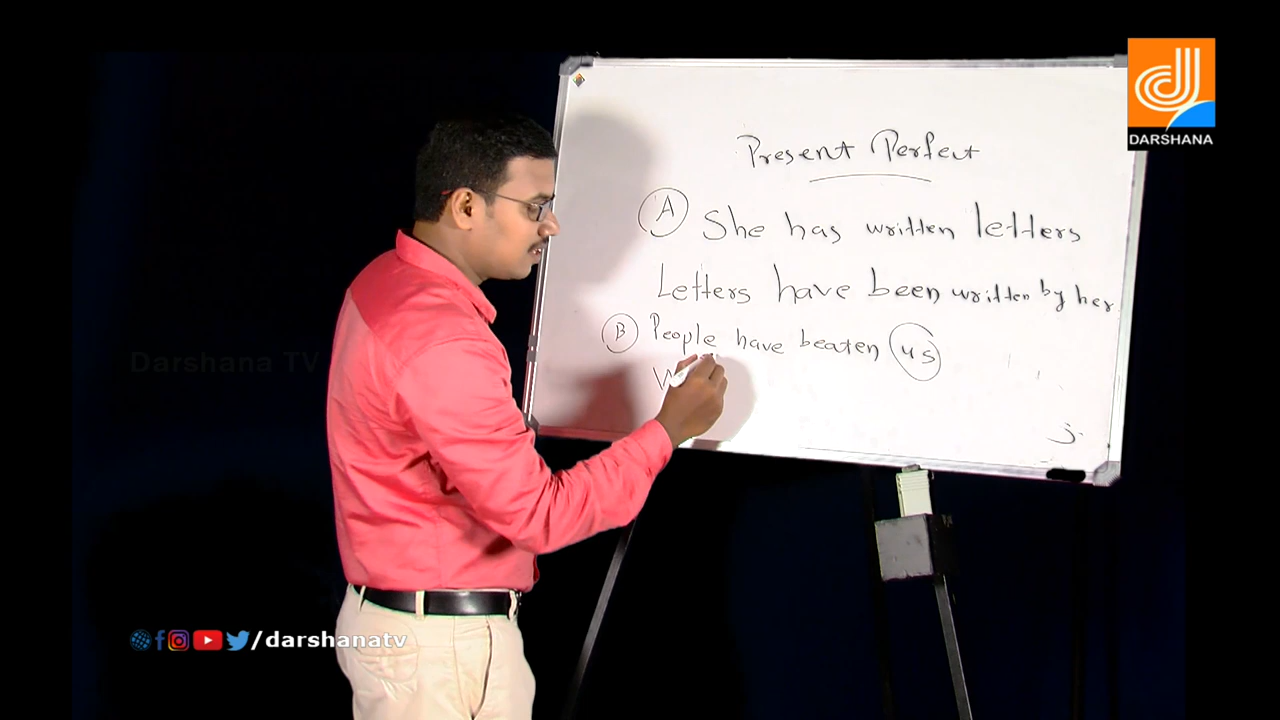 DARSHANA
Present Perfect
A She has written letters
Letters have been written by her
B People have beaten us
W
Darshana TV
/darshanatv